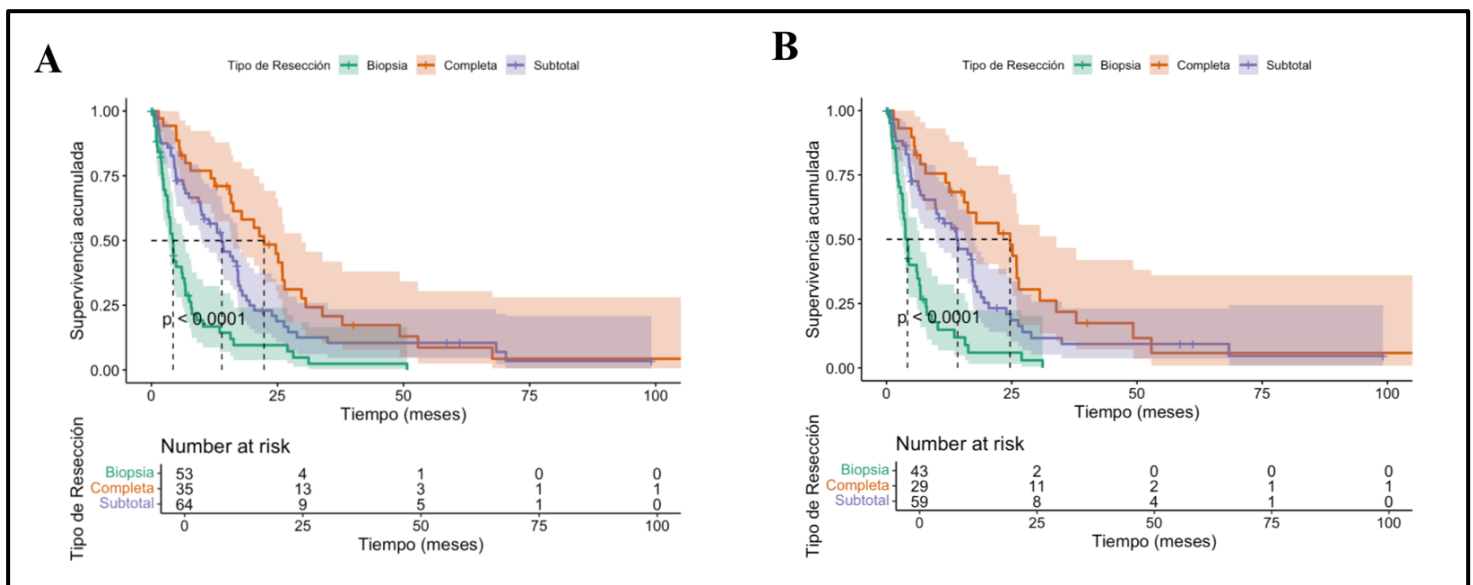 A
Tipo de Resección Biopsia Completa Subtotal
Supervivencia acumulada
1.00
0.75
0.50
0.25
0.00
p < 0.0001
0 25 50 75 100
Tiempo (meses)
Number at risk
Tipo de Resección
Biopsia 53 4 1 0 0
Completa 35 13 3 1 1
Subtotal 64 9 5 1 0
0 25 50 75 100
Tiempo (meses)
B
Tipo de Resección Biopsia Completa Subtotal
Supervivencia acumulada
1.00
0.75
0.50
0.25
0.00
p < 0.0001
0 25 50 75 100
Tiempo (meses)
Number at risk
Tipo de Resección
Biopsia 43 2 0 0 0
Completa 29 11 2 1 1
Subtotal 59 8 4 1 0
0 25 50 75 100
Tiempo (meses)